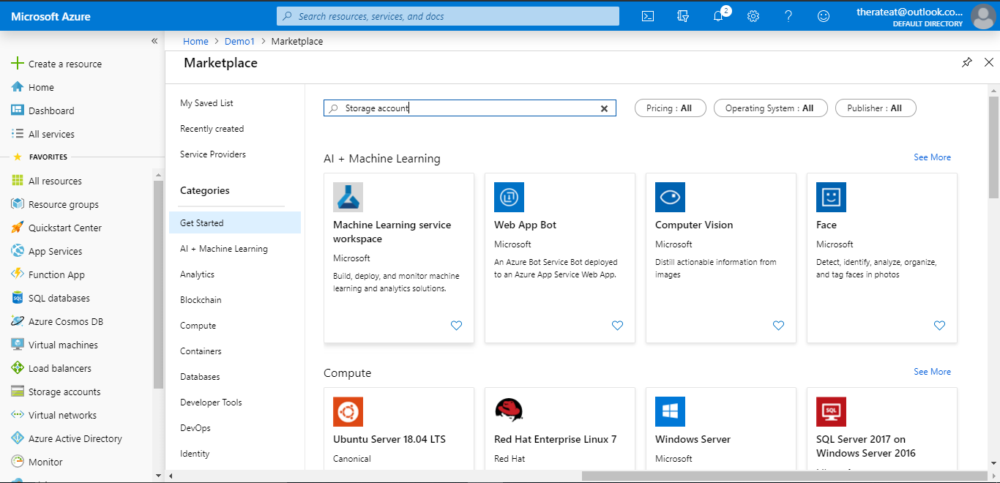 Microsoft Azure
Search resources, services, and docs
2
therateat@outlook.co...
DEFAULT DIRECTORY
«
Create a resource
Home
Dashboard
All services
FAVORITES
All resources
Resource groups
Quickstart Center
App Services
Function App
SQL databases
Azure Cosmos DB
Virtual machines
Load balancers
Storage accounts
Virtual networks
Azure Active Directory
Monitor
Home > Demo1 > Marketplace
Marketplace
My Saved List
Recently created
Service Providers
Categories
Get Started
AI + Machine Learning
Analytics
Blockchain
Compute
Containers
Databases
Developer Tools
DevOps
Identity
Storage account
Pricing : All
Operating System : All
Publisher : All
AI + Machine Learning
See More
Machine Learning service
workspace
Microsoft
Build, deploy, and monitor machine
learning and analytics solutions.
Web App Bot
Microsoft
An Azure Bot Service Bot deployed
to an Azure App Service Web App.
Computer Vision
Microsoft
Distill actionable information from
images
Face
Microsoft
Detect, identify, analyze, organize,
and tag faces in photos
Compute
See More
Ubuntu Server 18.04 LTS
Canonical
Red Hat Enterprise Linux 7
Red Hat
Windows Server
Microsoft
SQL
SQL Server 2017 on
Windows Server 2016